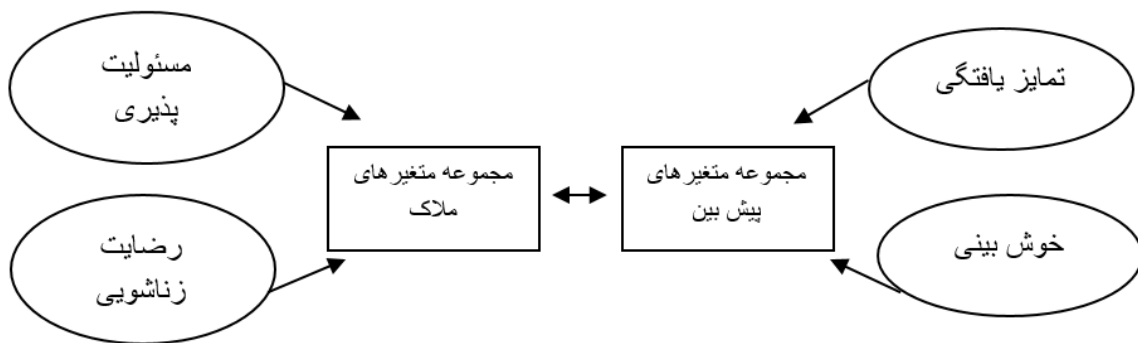 تمایز یافتگی
خوش بینی
مجموعه متغیرهای
پیش بین
مجموعه متغیرهای
ملاک
مسئولیت
پذیری
رضایت
زناشویی